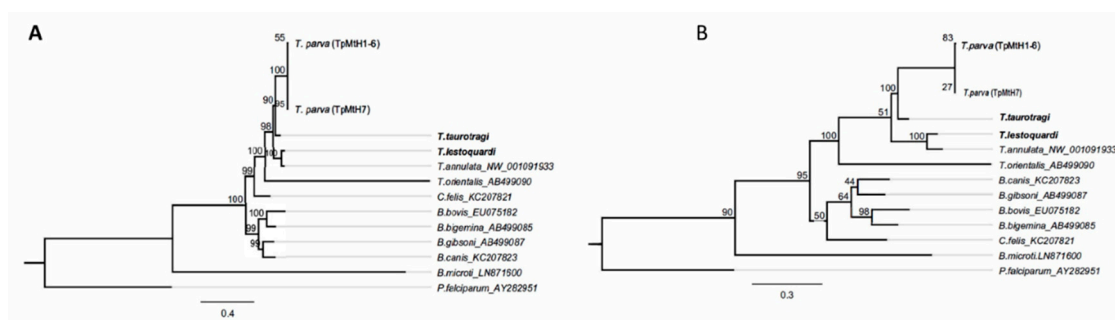 A
55
T. parva (TpMtH1-6)
100
90
95
T. parva (TpMtH7)
98
T.taurotragi
100
100
T.lestoquardi
T.annulata_NW_001091933
99
T.orientalis_AB499090
C.felis_KC207821
100
100
B.bovis_EU075182
B.bigemina_AB499085
99
B.gibsoni_AB499087
99
B.canis_KC207823
B.microti_LN871600
P.falciparum_AY282951
0.4
B
83
T.parva (TpMtH1-6)
27
T.parva (TpMtH7)
100
51
T.taurotragi
100
100
T.lestoquardi
T.annulata_NW_001091933
T.orientalis_AB499090
95
44
B.canis_KC207823
B.gibsoni_AB499087
64
98
B.bovis_EU075182
B.bigemina_AB499085
50
C.felis_KC207821
90
B.microti.LN871600
P.falciparum_AY282951
0.3